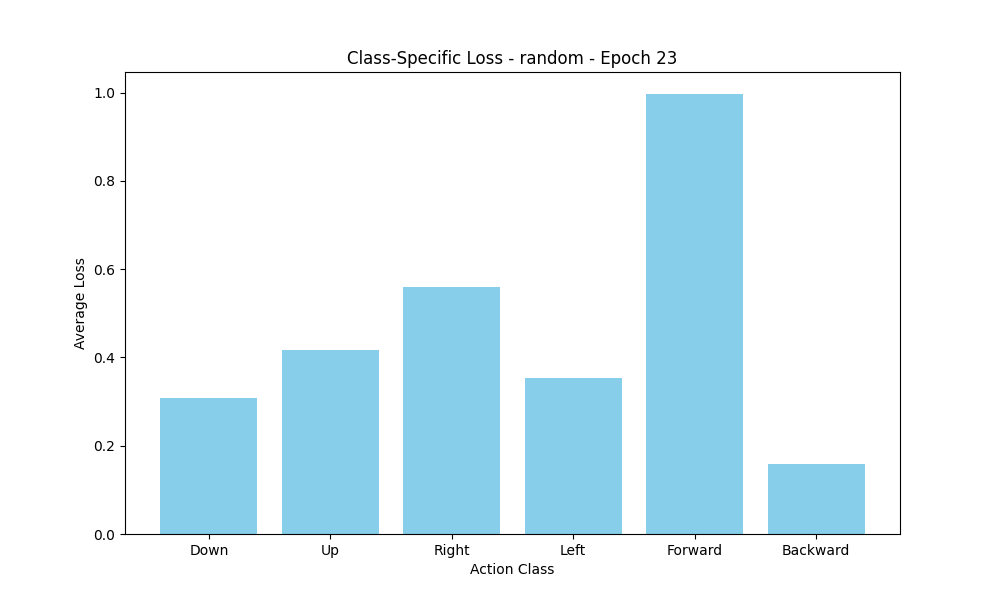 Class-Specific Loss - random - Epoch 23
Average Loss
1.0
0.8
0.6
0.4
0.2
0.0
Down Up Right Left Forward Backward
Action Class